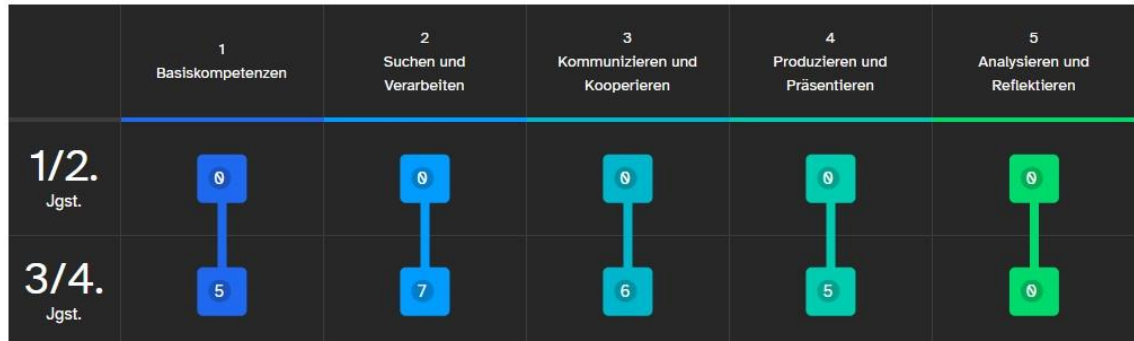 1
Basiskompetenzen
2
Suchen und
Verarbeiten
3
Kommunizieren und
Kooperieren
4
Produzieren und
Präsentieren
5
Analysieren und
Reflektieren
1/2.
Jgst.
0
0
0
0
0
3/4.
Jgst.
5
7
6
5
0